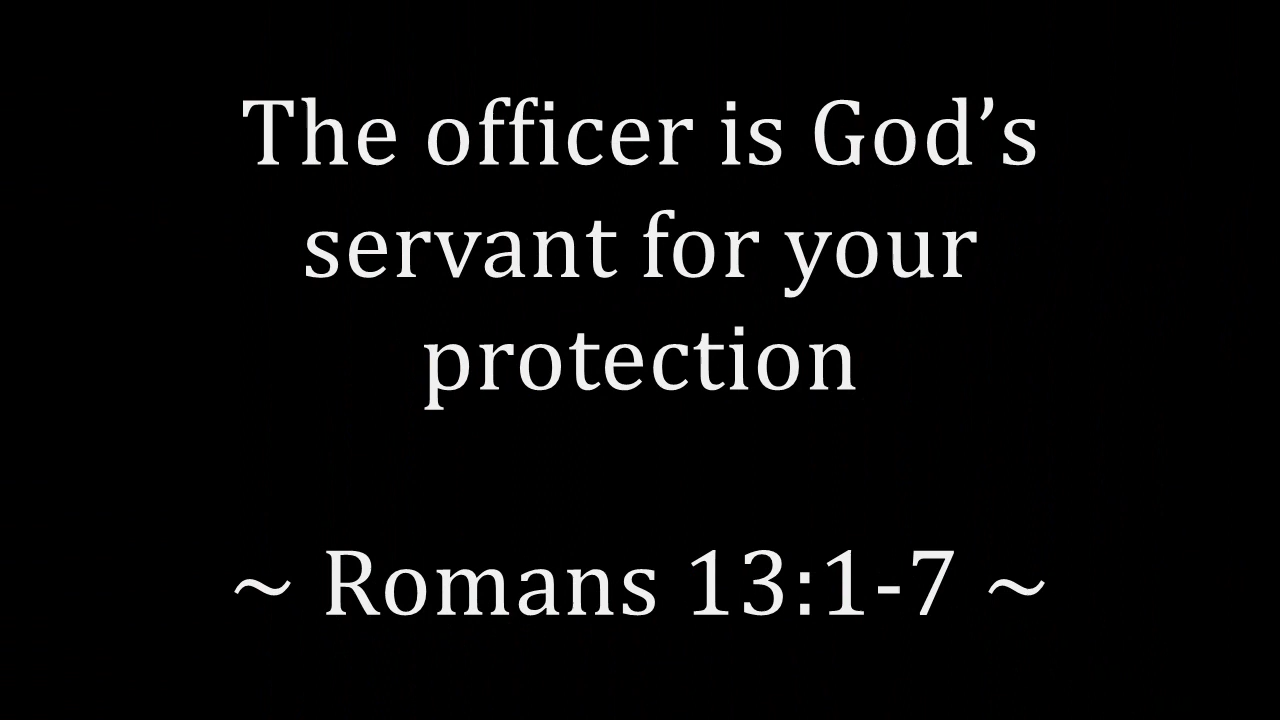 The officer is God’s
servant for your
protection
~ Romans 13:1-7 ~